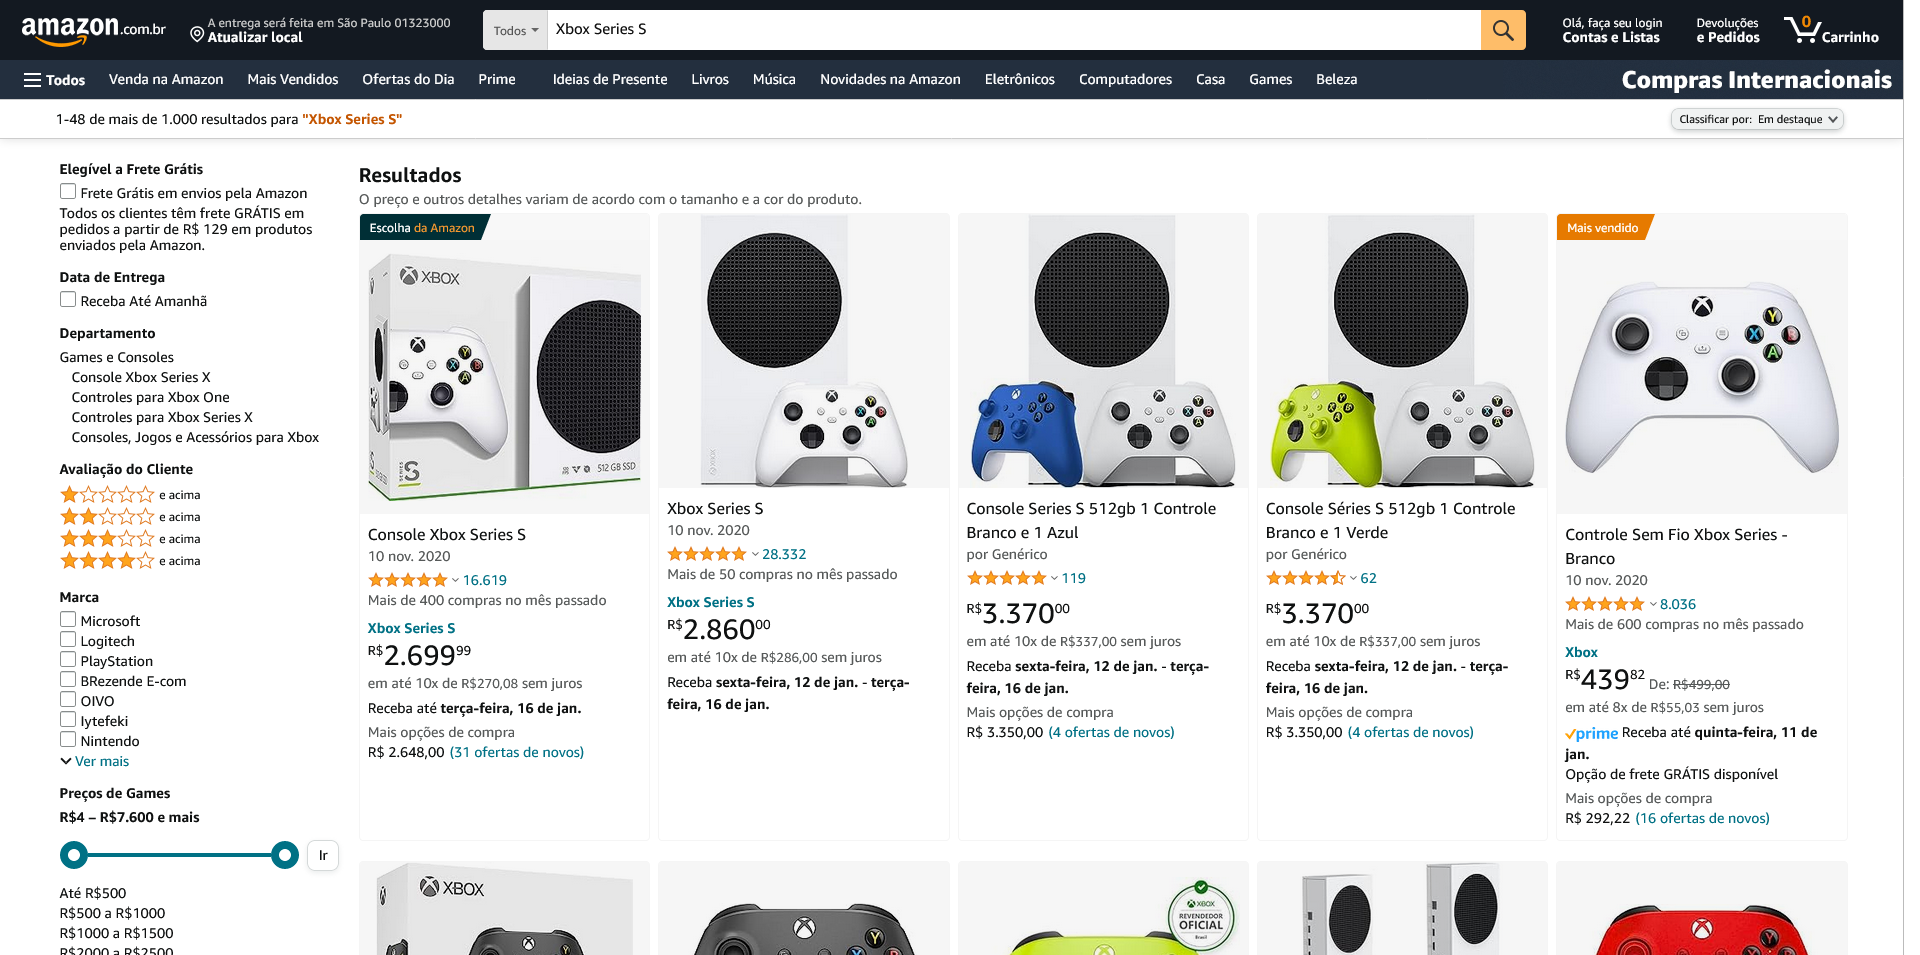 amazon.com.br
A entrega será feita em São Paulo 01323000
Atualizar local
Todos
Xbox Series S
Olá, faça seu login
Contas e Listas
Devoluções
e Pedidos
0
Carrinho
Todos
Venda na Amazon
Mais Vendidos
Ofertas do Dia
Prime
Ideias de Presente
Livros
Música
Novidades na Amazon
Eletrônicos
Computadores
Casa
Games
Beleza
Compras Internacionais
1-48 de mais de 1.000 resultados para "Xbox Series S"
Classificar por: Em destaque
Elegível a Frete Grátis
Frete Grátis em envios pela Amazon
Todos os clientes têm frete GRÁTIS em
pedidos a partir de R$ 129 em produtos
enviados pela Amazon.
Data de Entrega
Receba Até Amanhã
Departamento
Games e Consoles
Console Xbox Series X
Controles para Xbox One
Controles para Xbox Series X
Consoles, Jogos e Acessórios para Xbox
Avaliação do Cliente
e acima
e acima
e acima
e acima
Marca
Microsoft
Logitech
PlayStation
BRezende E-com
OIVO
Iytefeki
Nintendo
Ver mais
Preços de Games
R$4 – R$7.600 e mais
Ir
Até R$500
R$500 a R$1000
R$1000 a R$1500
R$2000 a R$2500
Resultados
O preço e outros detalhes variam de acordo com o tamanho e a cor do produto.
Escolha da Amazon
XBOX
SERIES S
512 GB SSD
Console Xbox Series S
10 nov. 2020
16.619
Mais de 400 compras no mês passado
Xbox Series S
R$2.69999
em até 10x de R$270,08 sem juros
Receba até terça-feira, 16 de jan.
Mais opções de compra
R$ 2.648,00 (31 ofertas de novos)
XBOX
Xbox Series S
10 nov. 2020
28.332
Mais de 50 compras no mês passado
Xbox Series S
R$2.86000
em até 10x de R$286,00 sem juros
Receba sexta-feira, 12 de jan. - terça-
feira, 16 de jan.
Console Series S 512gb 1 Controle
Branco e 1 Azul
por Genérico
119
R$3.37000
em até 10x de R$337,00 sem juros
Receba sexta-feira, 12 de jan. - terça-
feira, 16 de jan.
Mais opções de compra
R$ 3.350,00 (4 ofertas de novos)
Console Séries S 512gb 1 Controle
Branco e 1 Verde
por Genérico
62
R$3.37000
em até 10x de R$337,00 sem juros
Receba sexta-feira, 12 de jan. - terça-
feira, 16 de jan.
Mais opções de compra
R$ 3.350,00 (4 ofertas de novos)
Mais vendido
Y
X
B
A
Controle Sem Fio Xbox Series -
Branco
10 nov. 2020
8.036
Mais de 600 compras no mês passado
Xbox
R$43982 De: R$499,00
em até 8x de R$55,03 sem juros
prime Receba até quinta-feira, 11 de
jan.
Opção de frete GRÁTIS disponível
Mais opções de compra
R$ 292,22 (16 ofertas de novos)
XBOX
Y
XBOX
REVENDEDOR
OFICIAL
Brasil